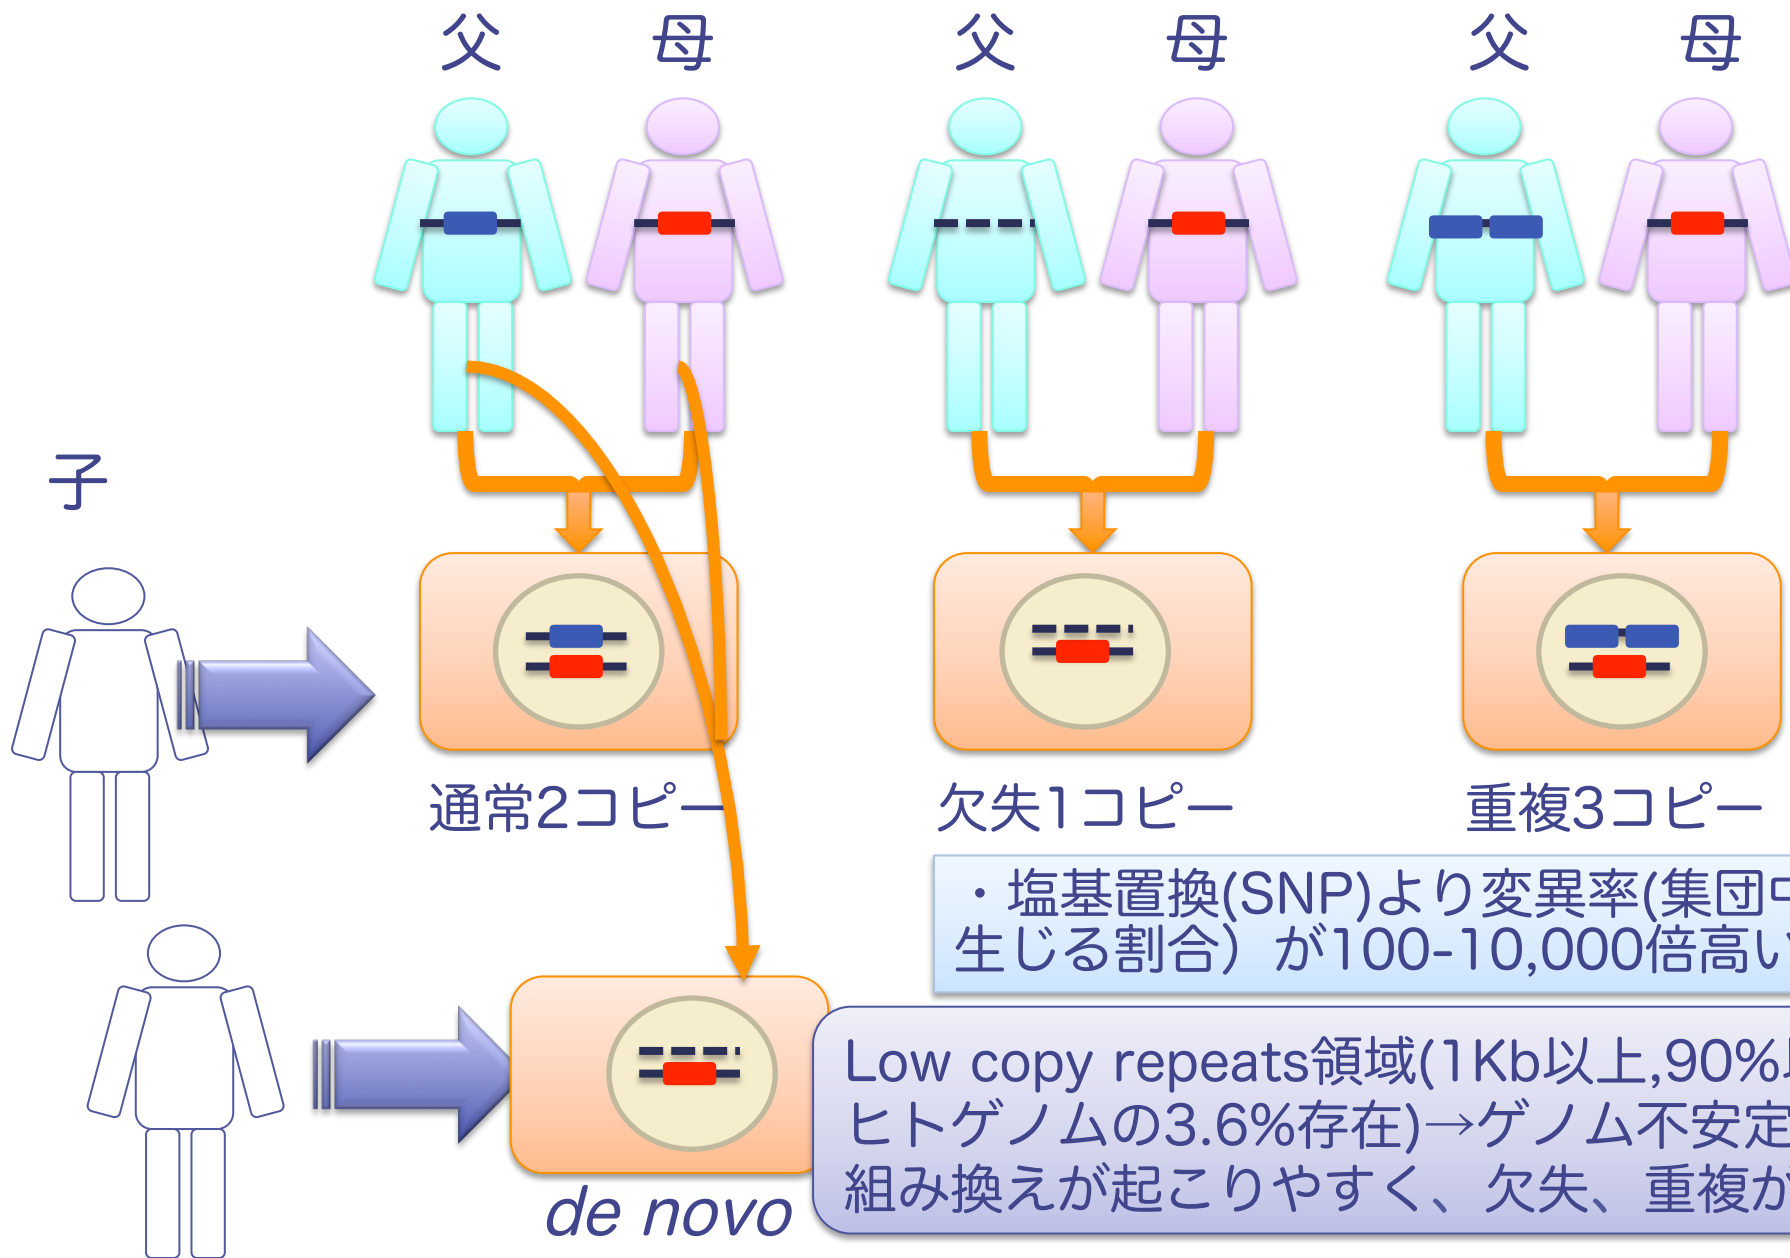 父 母 父 母 父 母
子
通常2コピー 欠失1コピー 重複3コピー
・塩基置換(SNP)より変異率(集団中
生じる割合）が100-10,000倍高い
Low copy repeats領域(1Kb以上,90%
ヒトゲノムの3.6%存在)→ゲノム不安定
組み換えが起こりやすく、欠失、重複が
de novo